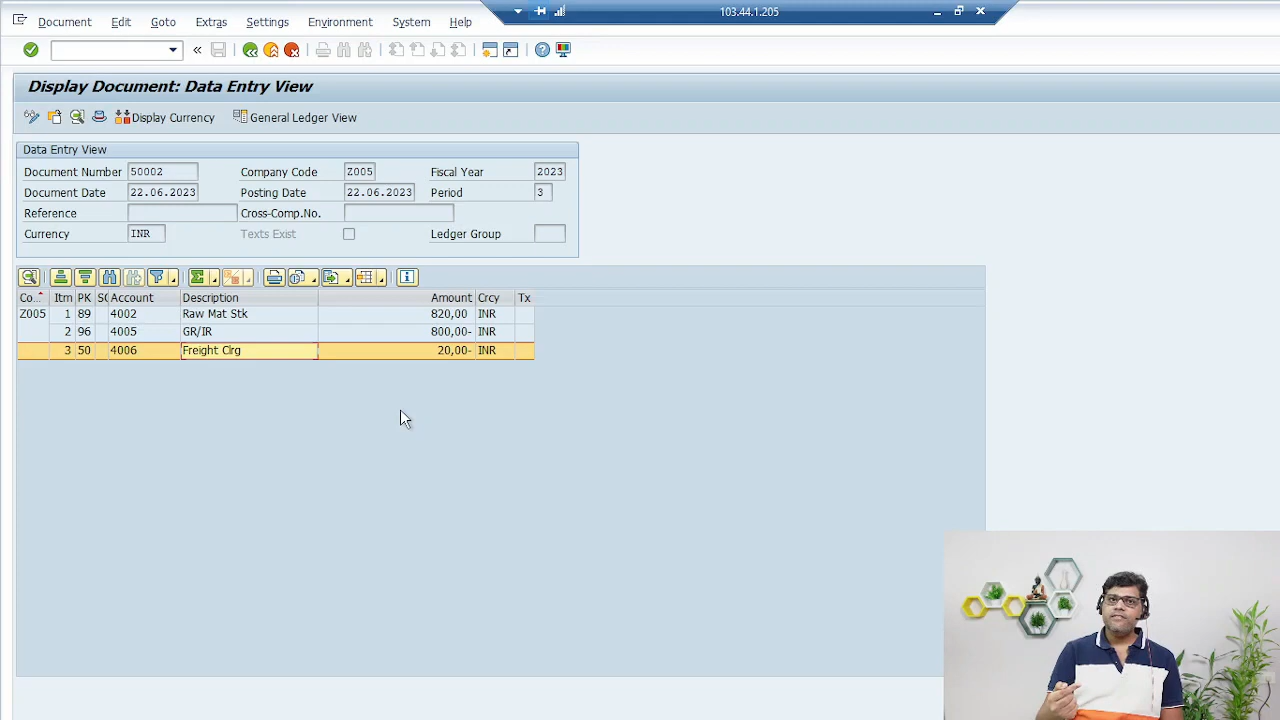 103.44.1.205
Document Edit Goto Extras Settings Environment System Help
Display Document: Data Entry View
Display Currency General Ledger View
Data Entry View
Document Number 50002 Company Code Z005 Fiscal Year 2023
Document Date 22.06.2023 Posting Date 22.06.2023 Period 3
Reference Cross-Comp.No.
Currency INR Texts Exist Ledger Group
Co Itm PK SG Account Description Amount Crcy Tx
Z005 1 89 4002 Raw Mat Stk 820,00 INR
2 96 4005 GR/IR 800,00- INR
3 50 4006 Freight Clrg 20,00- INR